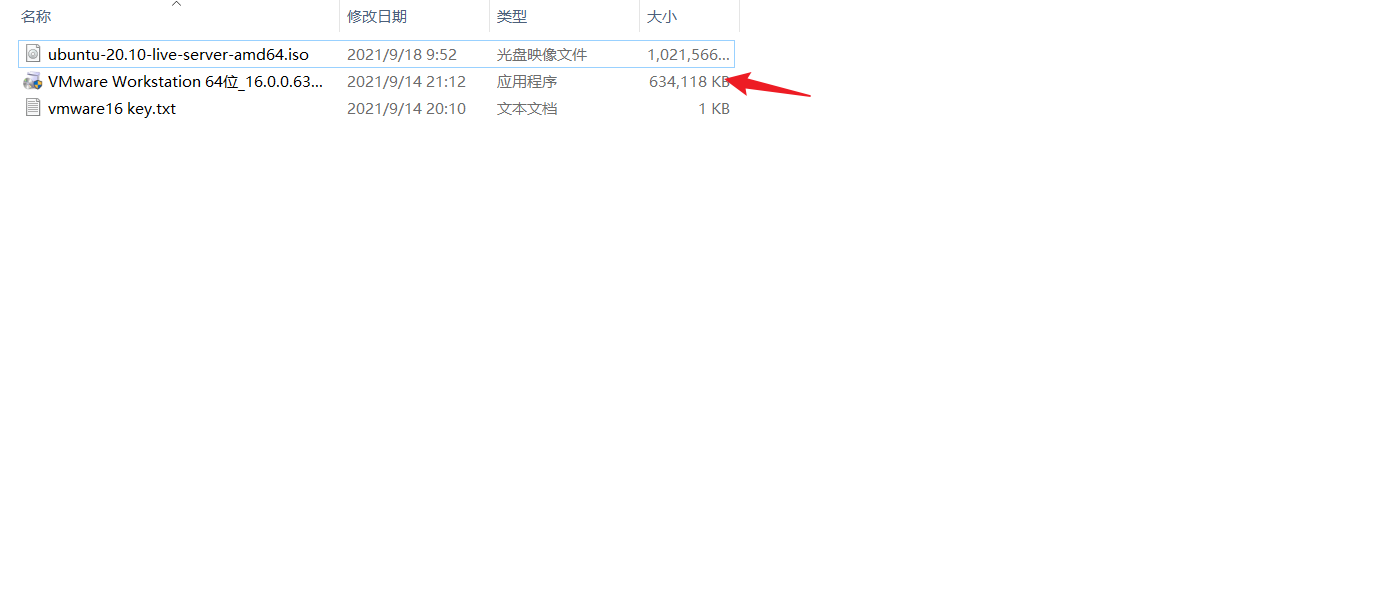 名称 修改日期 类型 大小
ubuntu-20.10-live-server-amd64.iso 2021/9/18 9:52 光盘映像文件 1,021,566...
VMware Workstation 64位_16.0.0.63... 2021/9/14 21:12 应用程序 634,118 KB
vmware16 key.txt 2021/9/14 20:10 文本文档 1 KB